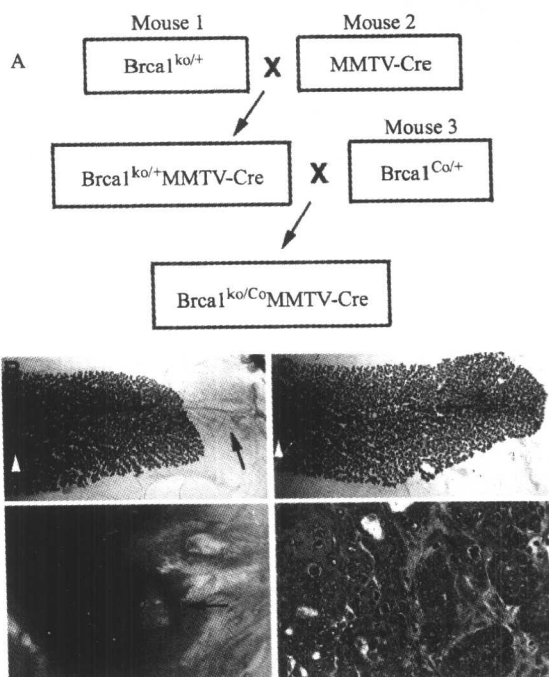 Mouse 1
Mouse 2
A
Brca1ko/+
X
MMTV-Cre
Mouse 3
Brca1ko/+MMTV-Cre
X
Brca1Co/+
Brca1ko/CoMMTV-Cre
B